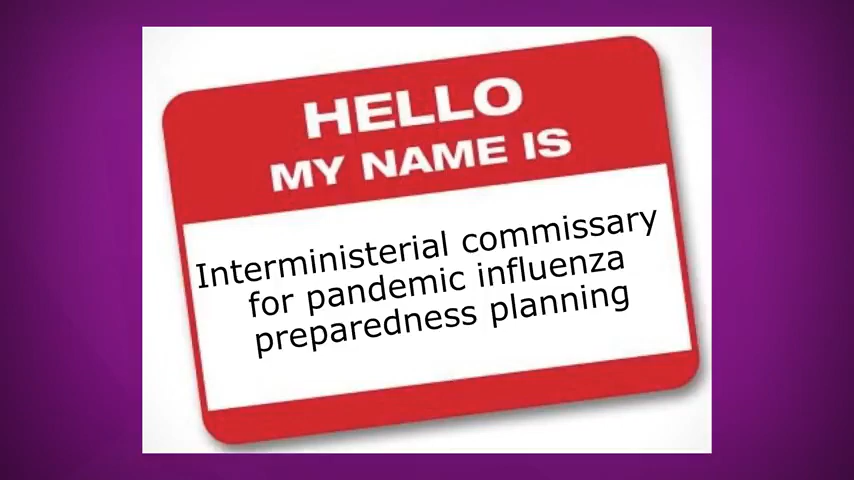 HELLO
MY NAME IS
Interministerial commissary
for pandemic influenza
preparedness planning